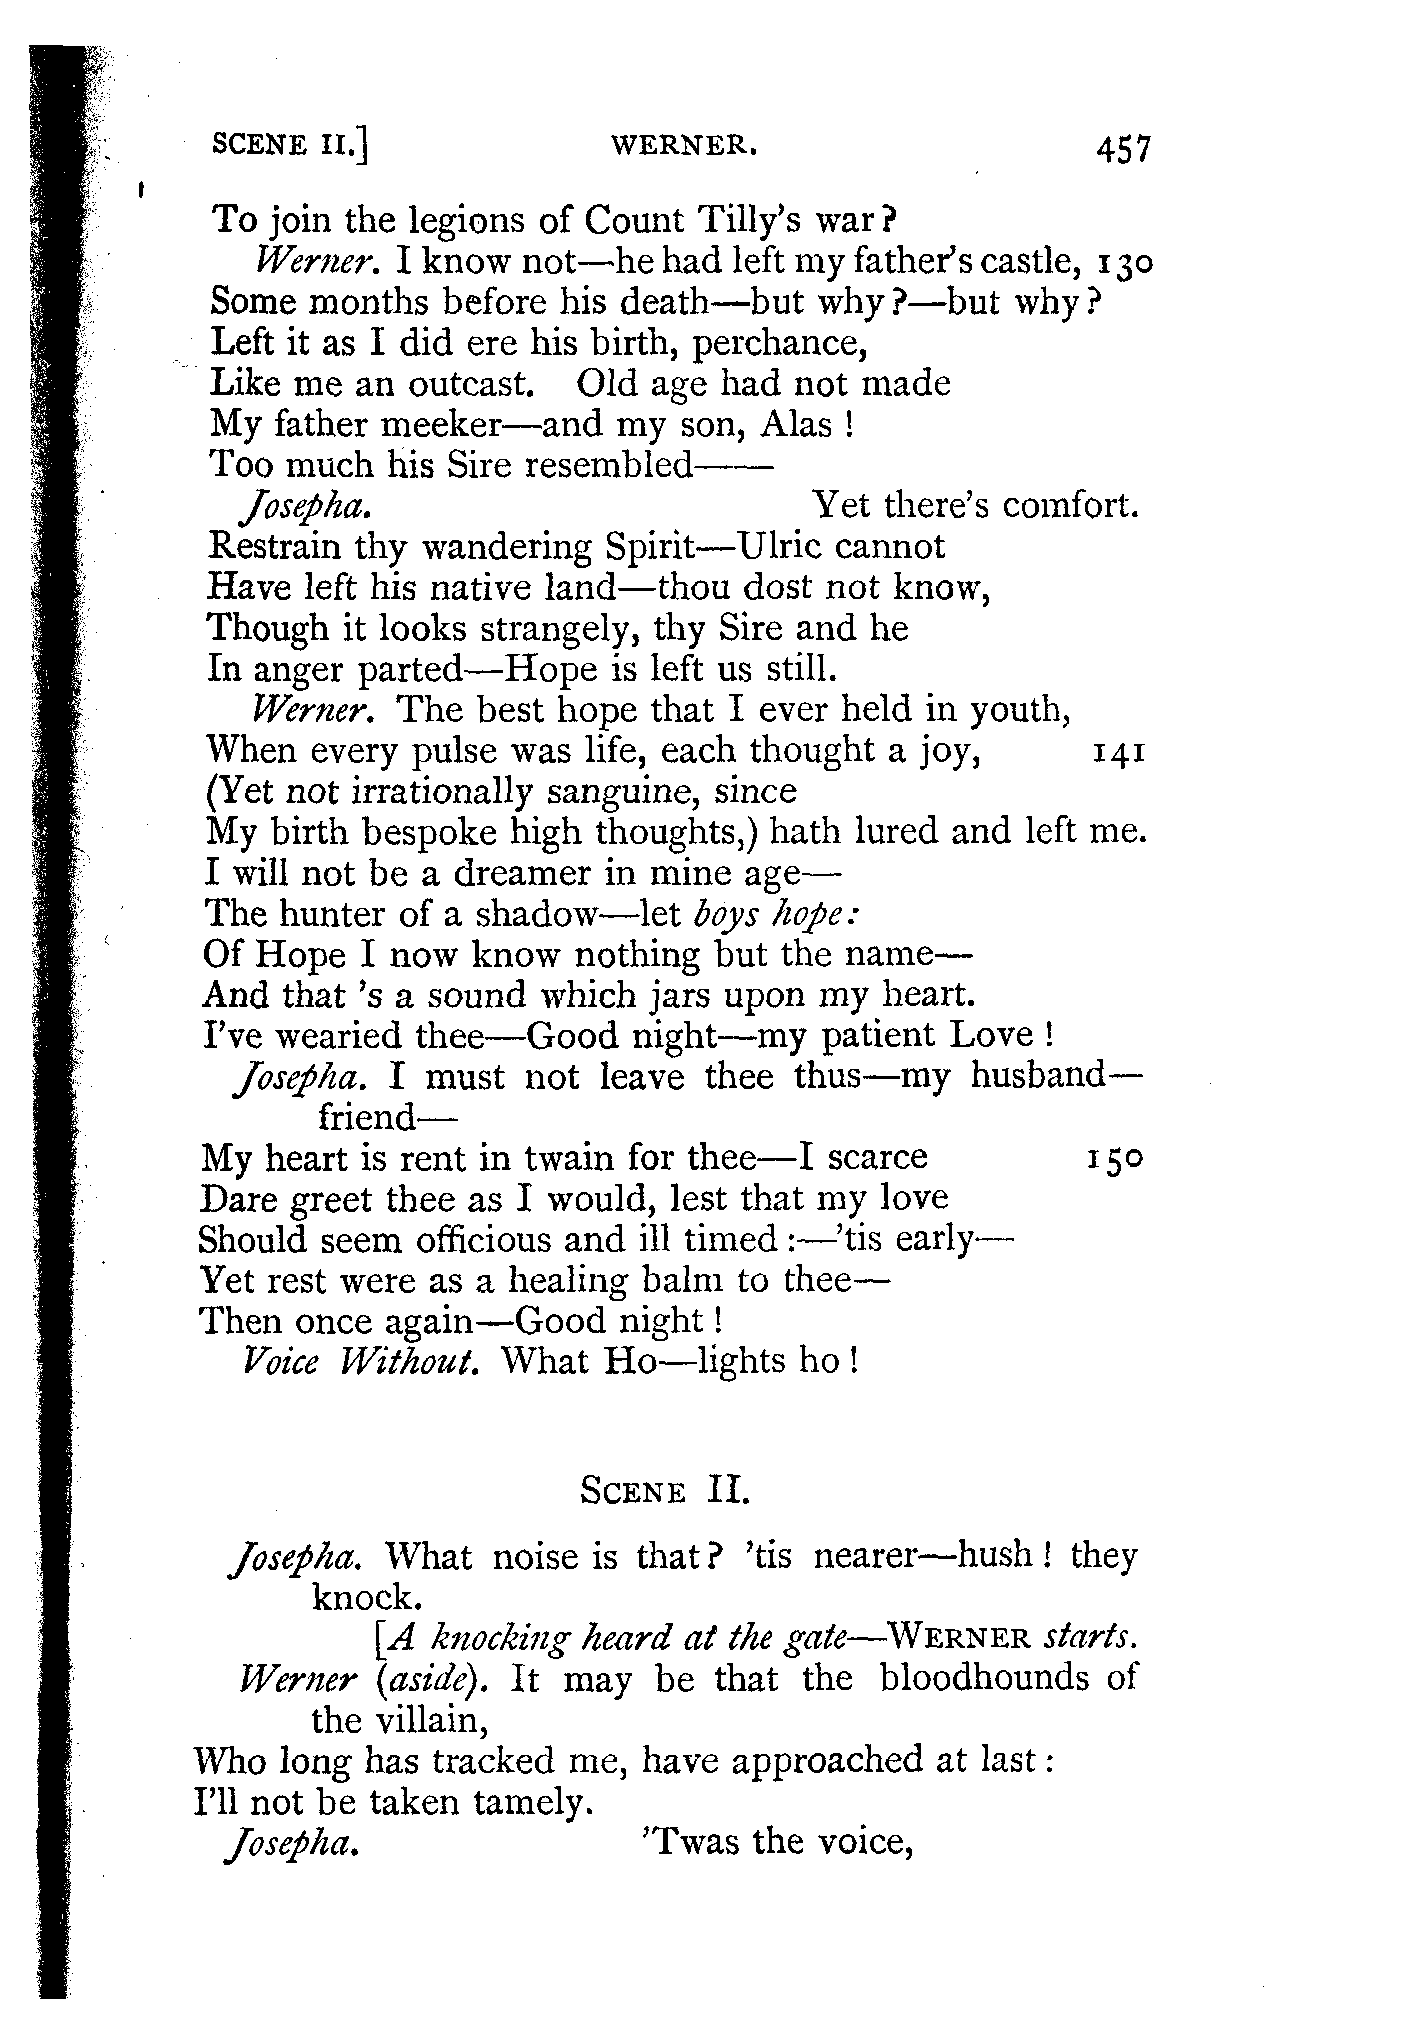 SCENE II.] WERNER. 457
To join the legions of Count Tilly's war?
Werner. I know not—he had left my father's castle, 130
Some months before his death—but why?—but why?
Left it as I did ere his birth, perchance,
Like me an outcast. Old age had not made
My father meeker—and my son, Alas!
Too much his Sire resembled——
Josepha. Yet there's comfort.
Restrain thy wandering Spirit—Ulric cannot
Have left his native land—thou dost not know,
Though it looks strangely, thy Sire and he
In anger parted—Hope is left us still.
Werner. The best hope that I ever held in youth,
When every pulse was life, each thought a joy, 141
(Yet not irrationally sanguine, since
My birth bespoke high thoughts,) hath lured and left me.
I will not be a dreamer in mine age—
The hunter of a shadow—let boys hope:
Of Hope I now know nothing but the name—
And that 's a sound which jars upon my heart.
I've wearied thee—Good night—my patient Love!
Josepha. I must not leave thee thus—my husband—
friend—
My heart is rent in twain for thee—I scarce 150
Dare greet thee as I would, lest that my love
Should seem officious and ill timed:—'tis early—
Yet rest were as a healing balm to thee—
Then once again—Good night!
Voice Without. What Ho—lights ho!
SCENE II.
Josepha. What noise is that? 'tis nearer—hush! they
knock.
[A knocking heard at the gate—WERNER starts.
Werner (aside). It may be that the bloodhounds of
the villain,
Who long has tracked me, have approached at last:
I'll not be taken tamely.
Josepha. 'Twas the voice,